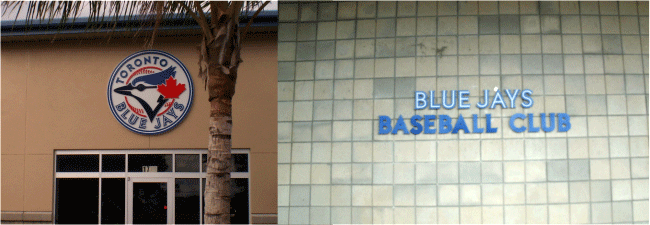 TORONTO
BLUE JAYS
BLUE JAYS
BASEBALL CLUB